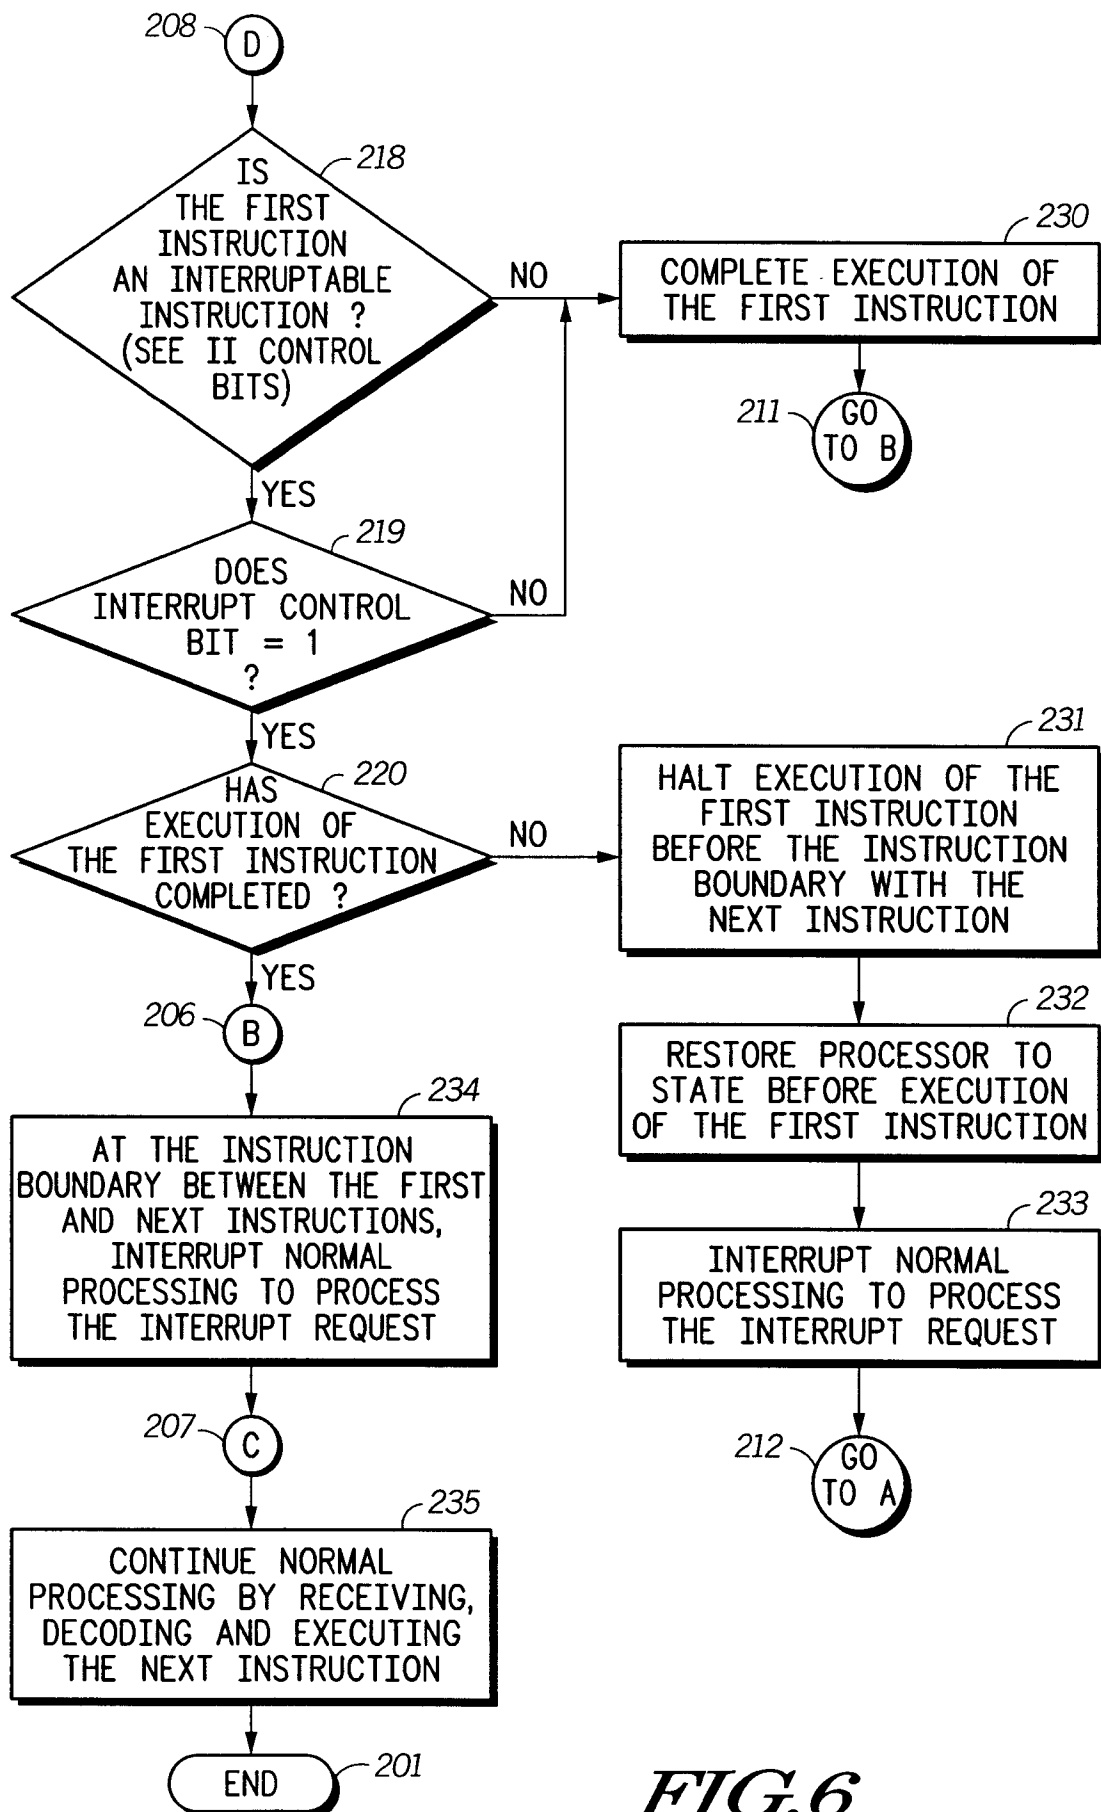 208
D
218
IS
THE FIRST
INSTRUCTION
AN INTERRUPTABLE
INSTRUCTION ?
(SEE II CONTROL
BITS)
NO
YES
230
COMPLETE EXECUTION OF
THE FIRST INSTRUCTION
211
GO
TO B
219
DOES
INTERRUPT CONTROL
BIT = 1
?
NO
YES
220
HAS
EXECUTION OF
THE FIRST INSTRUCTION
COMPLETED ?
NO
YES
231
HALT EXECUTION OF THE
FIRST INSTRUCTION
BEFORE THE INSTRUCTION
BOUNDARY WITH THE
NEXT INSTRUCTION
232
RESTORE PROCESSOR TO
STATE BEFORE EXECUTION
OF THE FIRST INSTRUCTION
233
INTERRUPT NORMAL
PROCESSING TO PROCESS
THE INTERRUPT REQUEST
212
GO
TO A
206
B
234
AT THE INSTRUCTION
BOUNDARY BETWEEN THE FIRST
AND NEXT INSTRUCTIONS,
INTERRUPT NORMAL
PROCESSING TO PROCESS
THE INTERRUPT REQUEST
207
C
235
CONTINUE NORMAL
PROCESSING BY RECEIVING,
DECODING AND EXECUTING
THE NEXT INSTRUCTION
END
201
FIG.6